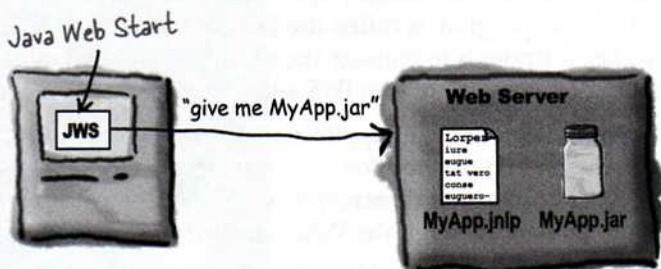 Java Web Start
JWS
"give me MyApp.jar"
Web Server
Lorper
iure
eugue
tat vero
conse
euguero-
MyApp.jnlp
MyApp.jar